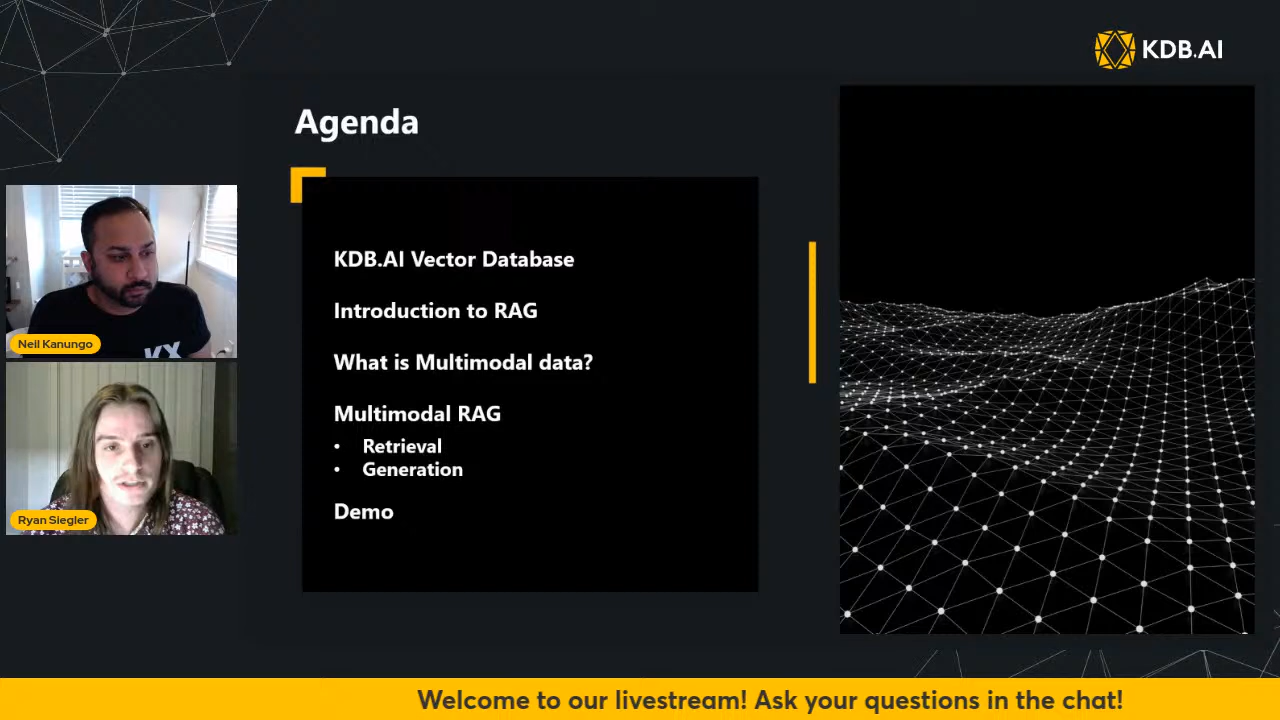 KDB.AI
Agenda
KDB.AI Vector Database
Introduction to RAG
What is Multimodal data?
Multimodal RAG
• Retrieval
• Generation
Demo
KX
Neil Kanungo
Ryan Siegler
Welcome to our livestream! Ask your questions in the chat!